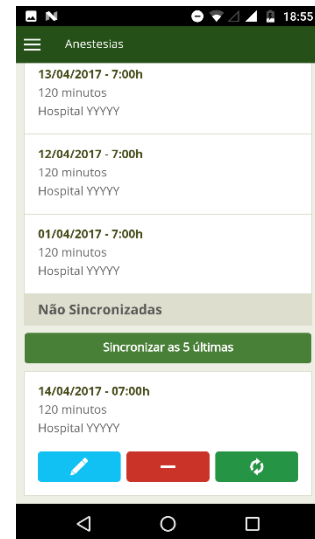 18:55
Anestesias
13/04/2017 - 7:00h
120 minutos
Hospital YYYYY
12/04/2017 - 7:00h
120 minutos
Hospital YYYYY
01/04/2017 - 7:00h
120 minutos
Hospital YYYYY
Não Sincronizadas
Sincronizar as 5 últimas
14/04/2017 - 07:00h
120 minutos
Hospital YYYYY